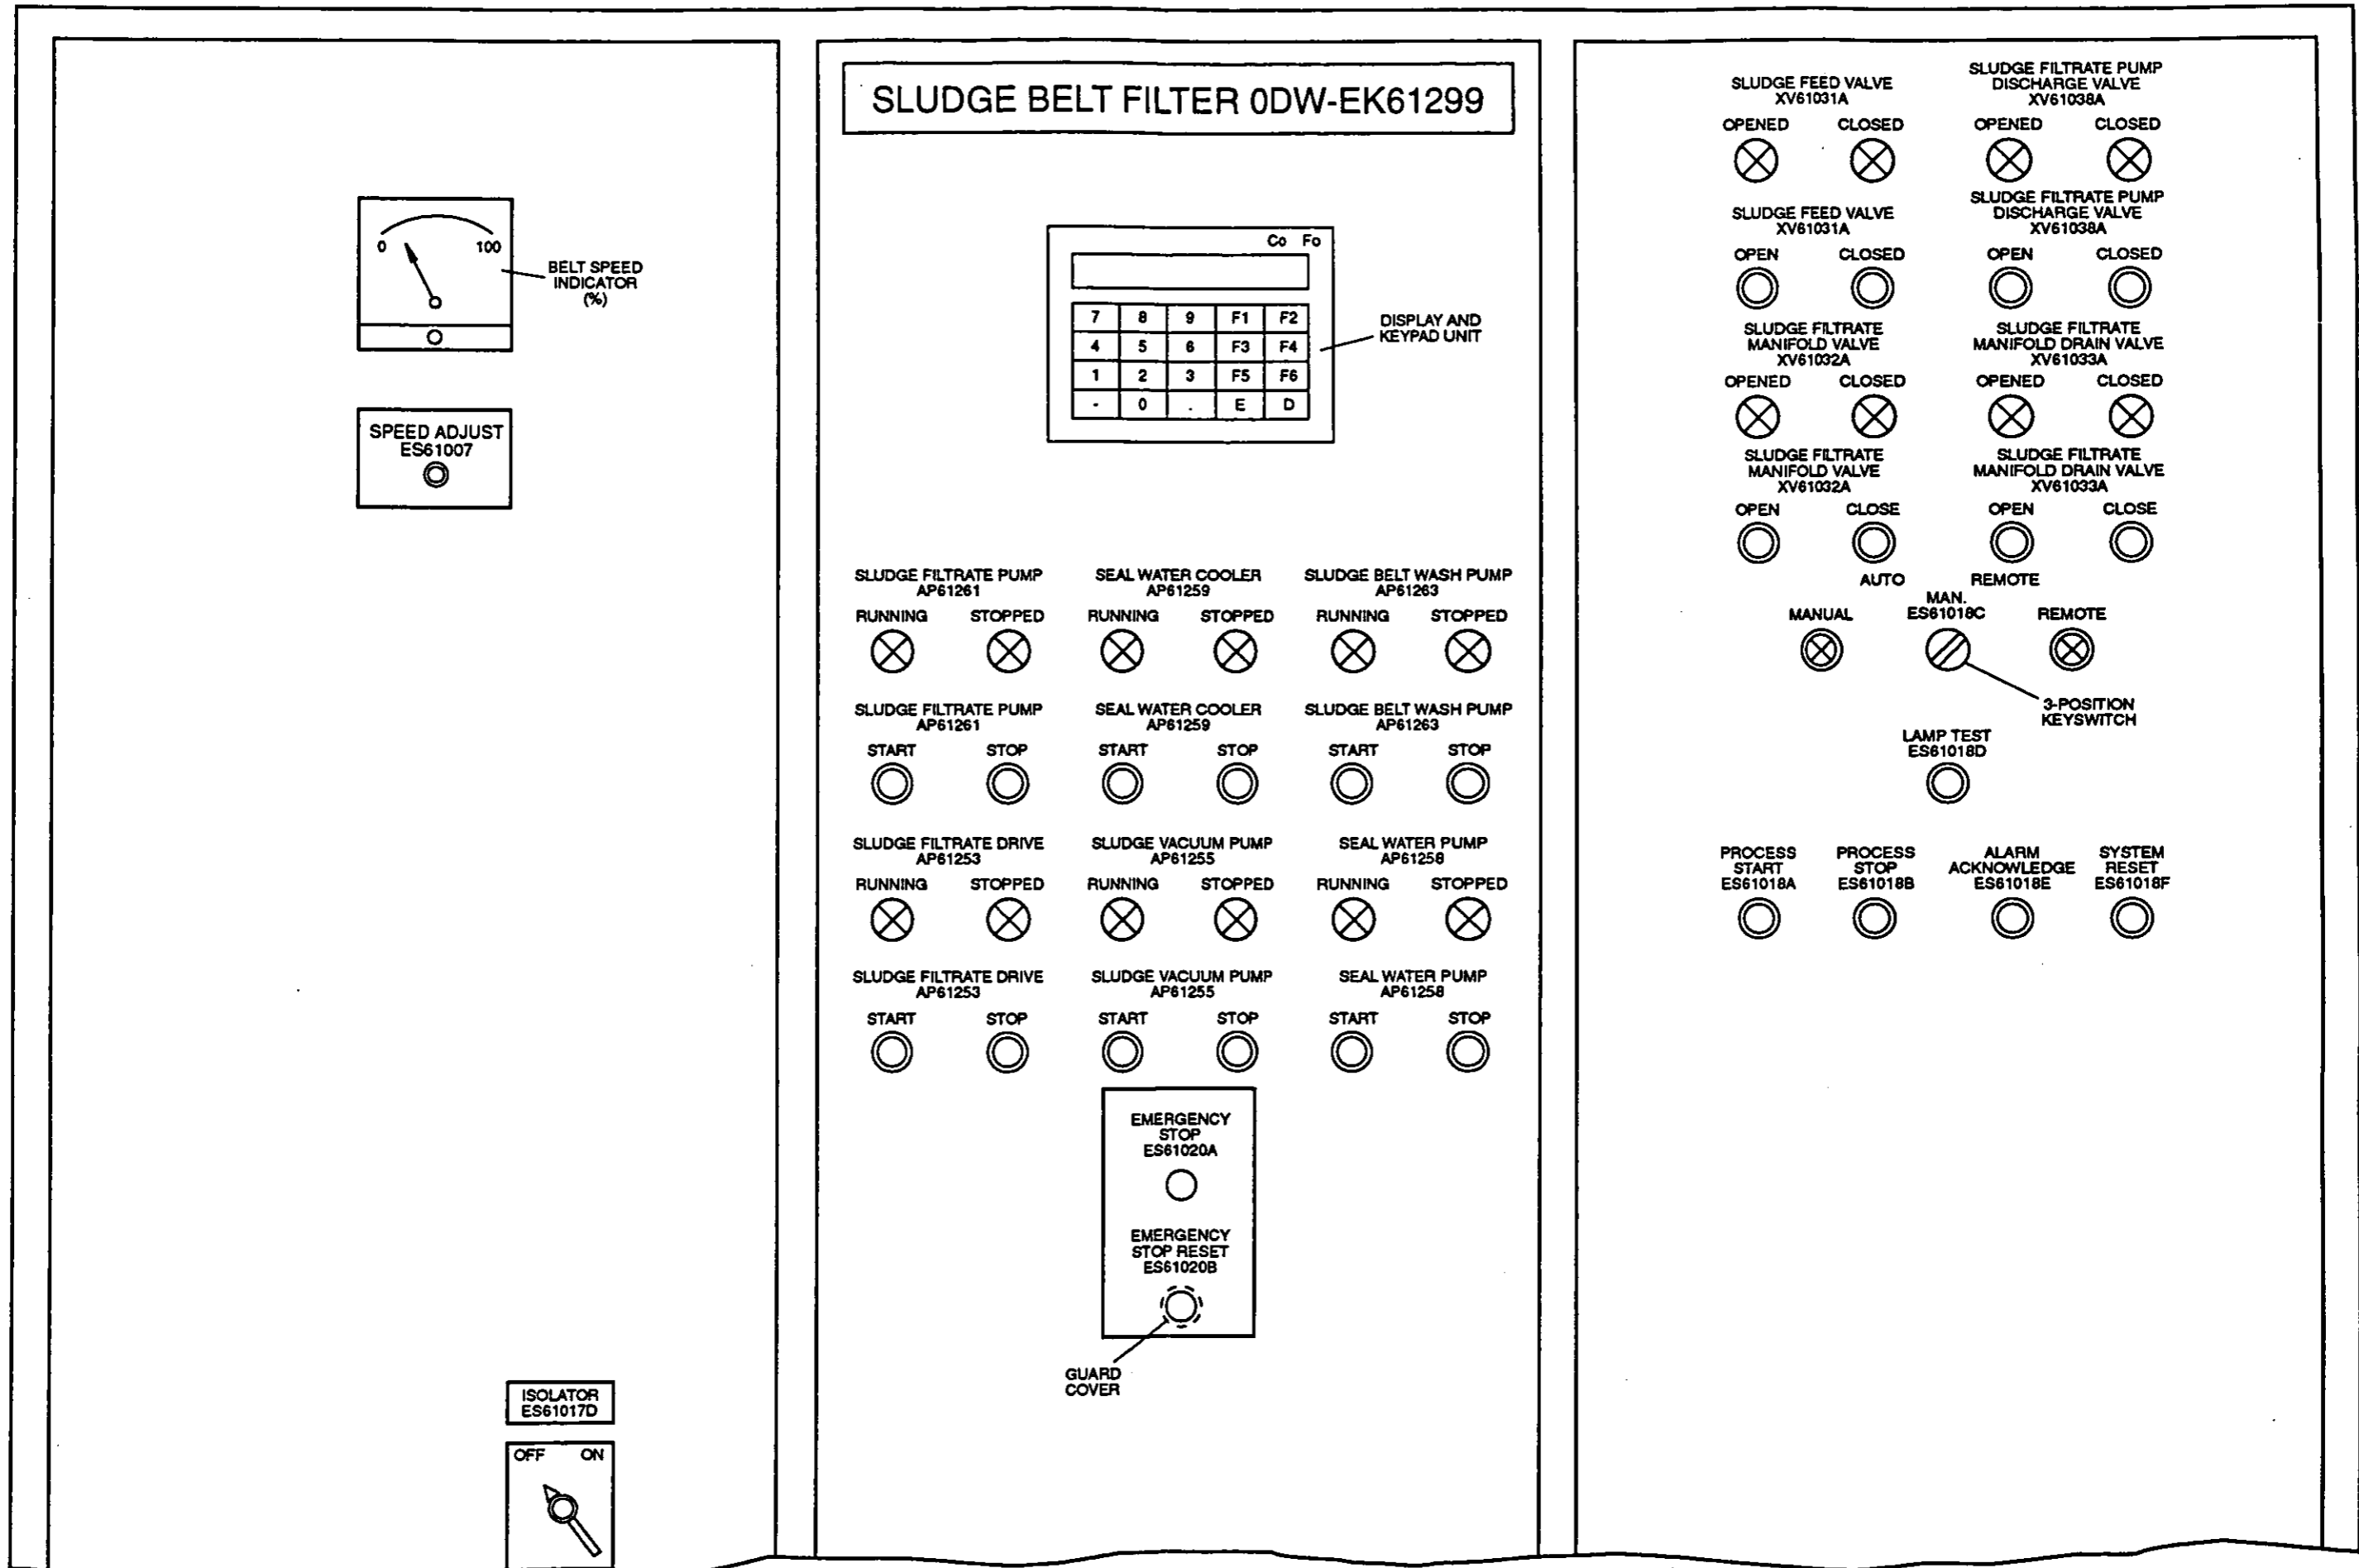 0
100
BELT SPEED
INDICATOR
(%)
SPEED ADJUST
ES61007
ISOLATOR
ES61017D
OFF ON
SLUDGE BELT FILTER 0DW-EK61299
Co Fo
7 8 9 F1 F2
4 5 6 F3 F4
1 2 3 F5 F6
- 0 . E D
DISPLAY AND
KEYPAD UNIT
SLUDGE FILTRATE PUMP SEAL WATER COOLER SLUDGE BELT WASH PUMP
AP61261 AP61259 AP61263
RUNNING STOPPED RUNNING STOPPED RUNNING STOPPED
SLUDGE FILTRATE PUMP SEAL WATER COOLER SLUDGE BELT WASH PUMP
AP61261 AP61259 AP61263
START STOP START STOP START STOP
SLUDGE FILTRATE DRIVE SLUDGE VACUUM PUMP SEAL WATER PUMP
AP61253 AP61255 AP61258
RUNNING STOPPED RUNNING STOPPED RUNNING STOPPED
SLUDGE FILTRATE DRIVE SLUDGE VACUUM PUMP SEAL WATER PUMP
AP61253 AP61255 AP61258
START STOP START STOP START STOP
EMERGENCY
STOP
ES61020A
EMERGENCY
STOP RESET
ES61020B
GUARD
COVER
SLUDGE FEED VALVE
XV61031A
SLUDGE FILTRATE PUMP
DISCHARGE VALVE
XV61038A
OPENED CLOSED OPENED CLOSED
SLUDGE FEED VALVE
XV61031A
SLUDGE FILTRATE PUMP
DISCHARGE VALVE
XV61038A
OPEN CLOSED OPEN CLOSED
SLUDGE FILTRATE
MANIFOLD VALVE
XV61032A
SLUDGE FILTRATE
MANIFOLD DRAIN VALVE
XV61033A
OPENED CLOSED OPENED CLOSED
SLUDGE FILTRATE
MANIFOLD VALVE
XV61032A
SLUDGE FILTRATE
MANIFOLD DRAIN VALVE
XV61033A
OPEN CLOSE OPEN CLOSE
AUTO REMOTE
MAN.
MANUAL ES61018C REMOTE
3-POSITION
KEYSWITCH
LAMP TEST
ES61018D
PROCESS
START
ES61018A
PROCESS
STOP
ES61018B
ALARM
ACKNOWLEDGE
ES61018E
SYSTEM
RESET
ES61018F